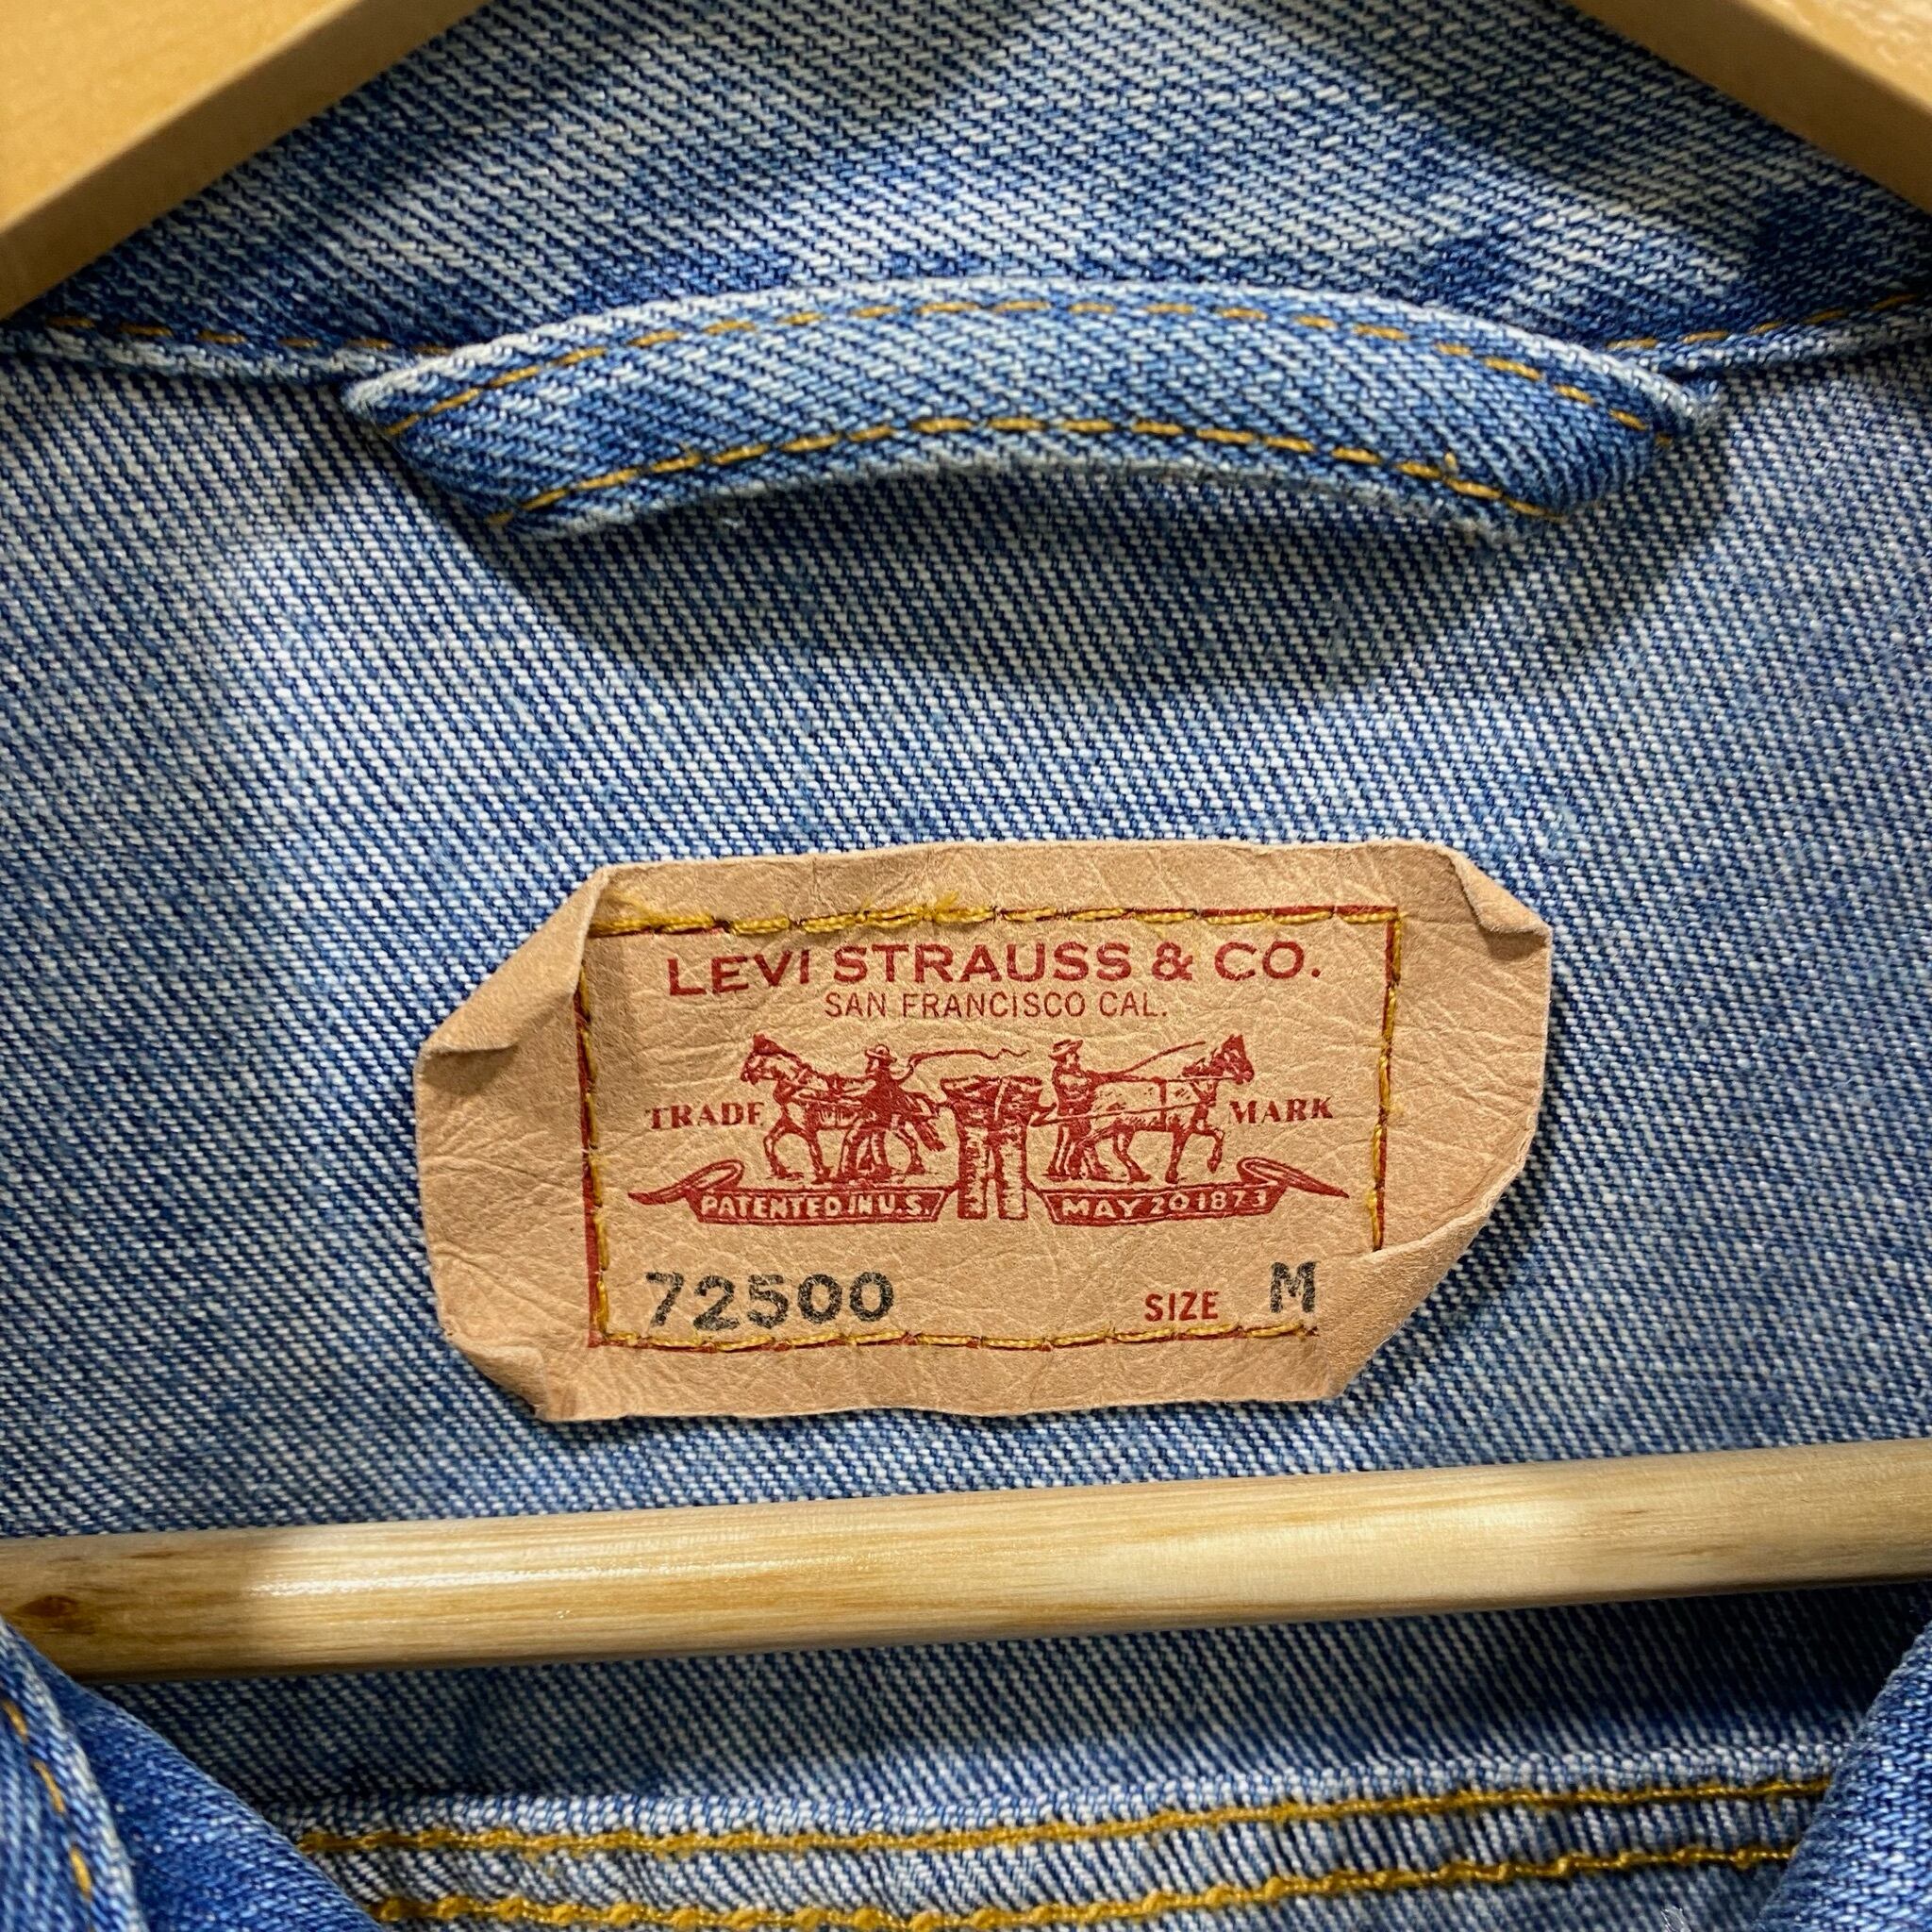 LEVI STRAUSS & CO.
SAN FRANCISCO CAL.
TRADE MARK
PATENTED IN U.S. MAY 20 1873
72500 SIZE M